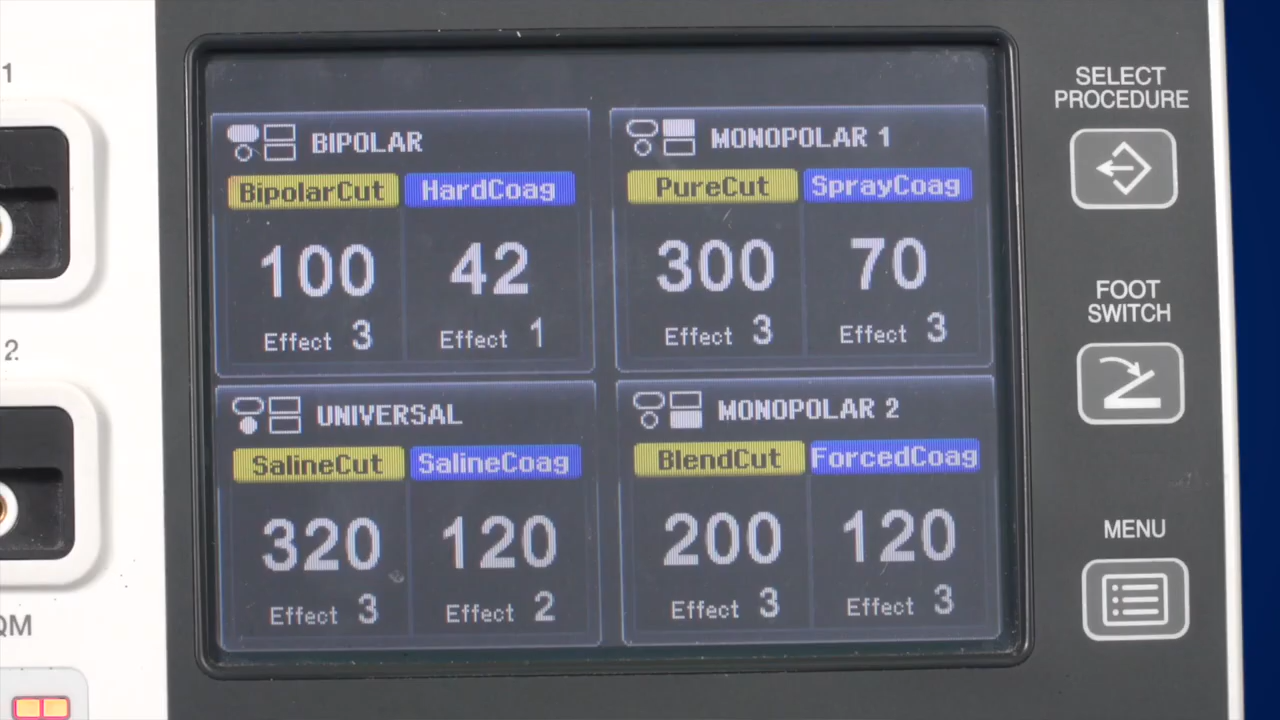 1
2.
QM
BIPOLAR
BipolarCut HardCoag
100 42
Effect 3 Effect 1
MONOPOLAR 1
PureCut SprayCoag
300 70
Effect 3 Effect 3
UNIVERSAL
SalineCut SalineCoag
320 120
Effect 3 Effect 2
MONOPOLAR 2
BlendCut ForcedCoag
200 120
Effect 3 Effect 3
SELECT
PROCEDURE
FOOT
SWITCH
MENU